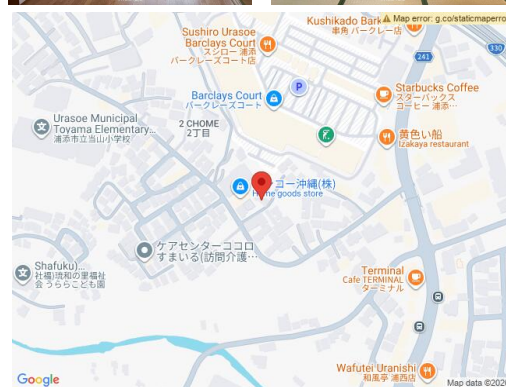 Map error: g.co/staticmaperro
Kushikado Bark
串角 バークレー店
Sushiro Urasoe
Barclays Court
スシロー 浦添
バークレーズコート店
241
330
Barclays Court
バークレーズコート
P
Starbucks Coffee
スターバックス
コーヒー 浦添…
Urasoe Municipal
Toyama Elementary...
浦添市立当山小学校
2 CHOME
2丁目
黄色い船
Izakaya restaurant
コー沖縄(株)
Home goods store
ケアセンターココロ
すまいる(訪問介護…
Shafuku)...
社福)琉和の里福祉
会 うららこども園
Terminal
Cafe TERMINAL
ターミナル
Wafutei Uranishi
和風亭 浦西店
Google
Map data ©202